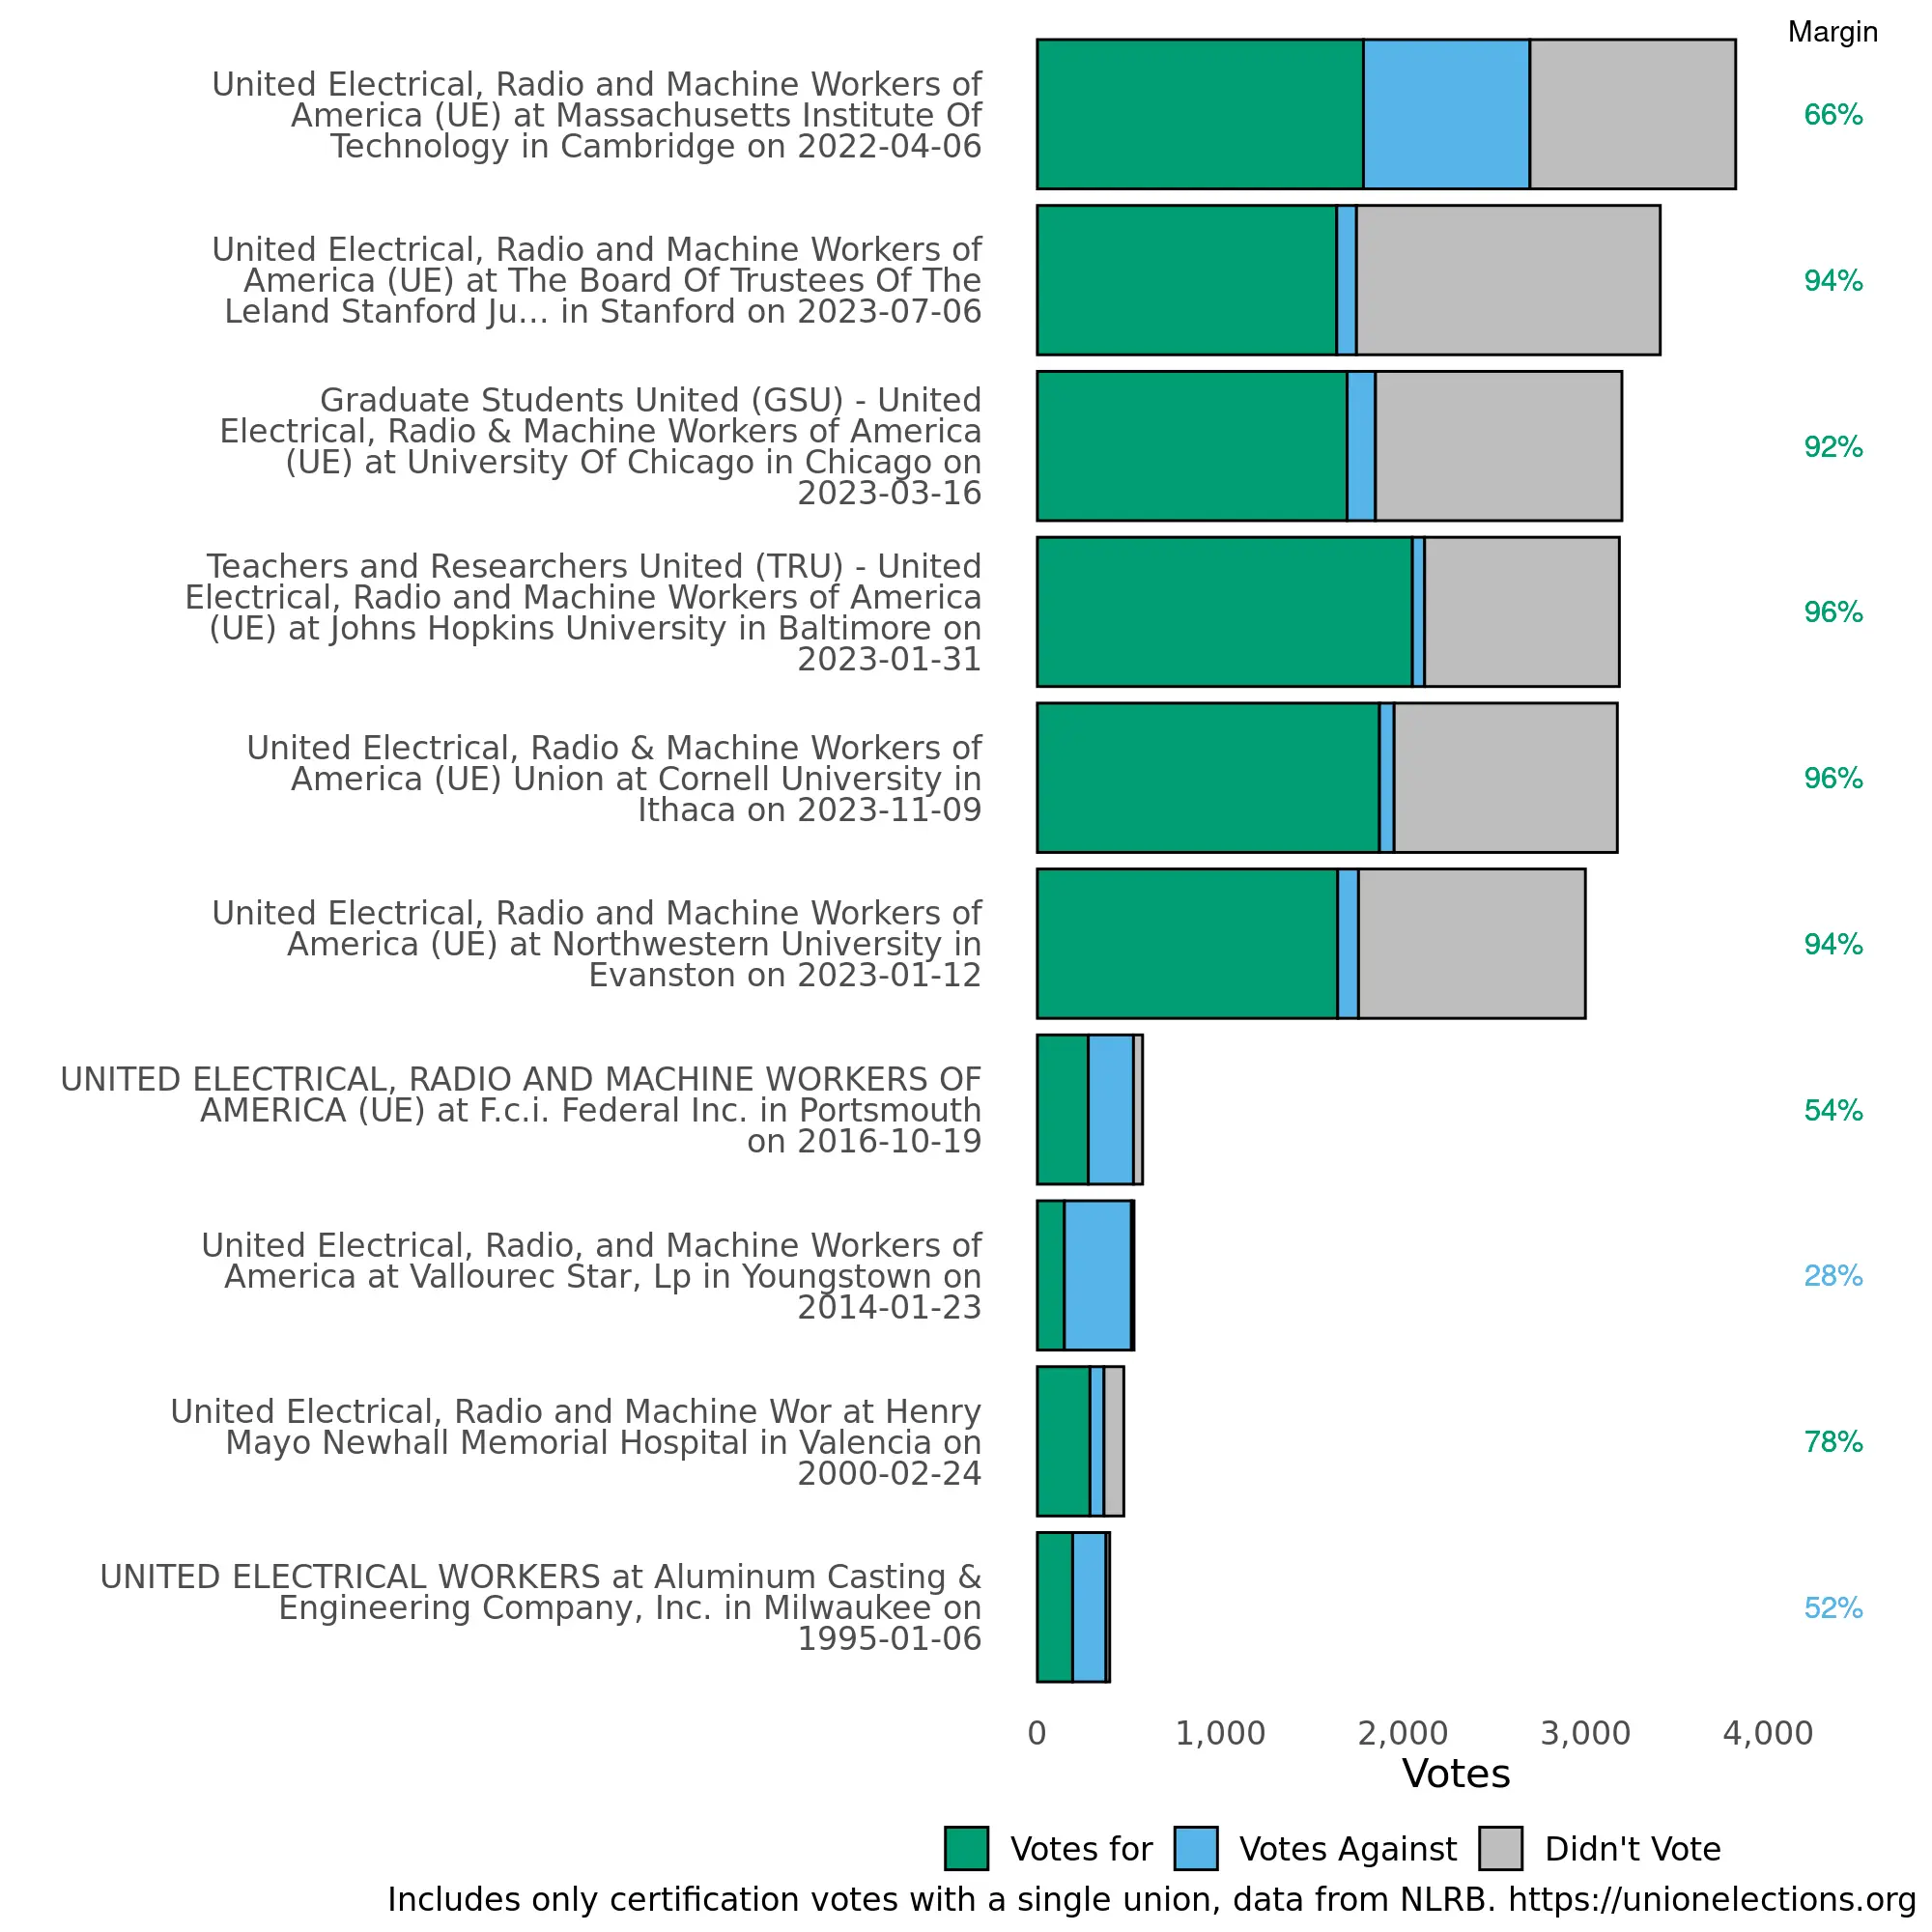 Margin
United Electrical, Radio and Machine Workers of
America (UE) at Massachusetts Institute Of
Technology in Cambridge on 2022-04-06
66%
United Electrical, Radio and Machine Workers of
America (UE) at The Board Of Trustees Of The
Leland Stanford Ju... in Stanford on 2023-07-06
94%
Graduate Students United (GSU) - United
Electrical, Radio & Machine Workers of America
(UE) at University Of Chicago in Chicago on
2023-03-16
92%
Teachers and Researchers United (TRU) - United
Electrical, Radio and Machine Workers of America
(UE) at Johns Hopkins University in Baltimore on
2023-01-31
96%
United Electrical, Radio & Machine Workers of
America (UE) Union at Cornell University in
Ithaca on 2023-11-09
96%
United Electrical, Radio and Machine Workers of
America (UE) at Northwestern University in
Evanston on 2023-01-12
94%
UNITED ELECTRICAL, RADIO AND MACHINE WORKERS OF
AMERICA (UE) at F.c.i. Federal Inc. in Portsmouth
on 2016-10-19
54%
United Electrical, Radio, and Machine Workers of
America at Vallourec Star, Lp in Youngstown on
2014-01-23
28%
United Electrical, Radio and Machine Wor at Henry
Mayo Newhall Memorial Hospital in Valencia on
2000-02-24
78%
UNITED ELECTRICAL WORKERS at Aluminum Casting &
Engineering Company, Inc. in Milwaukee on
1995-01-06
52%
0 1,000 2,000 3,000 4,000
Votes
Votes for Votes Against Didn't Vote
Includes only certification votes with a single union, data from NLRB. https://unionelections.org